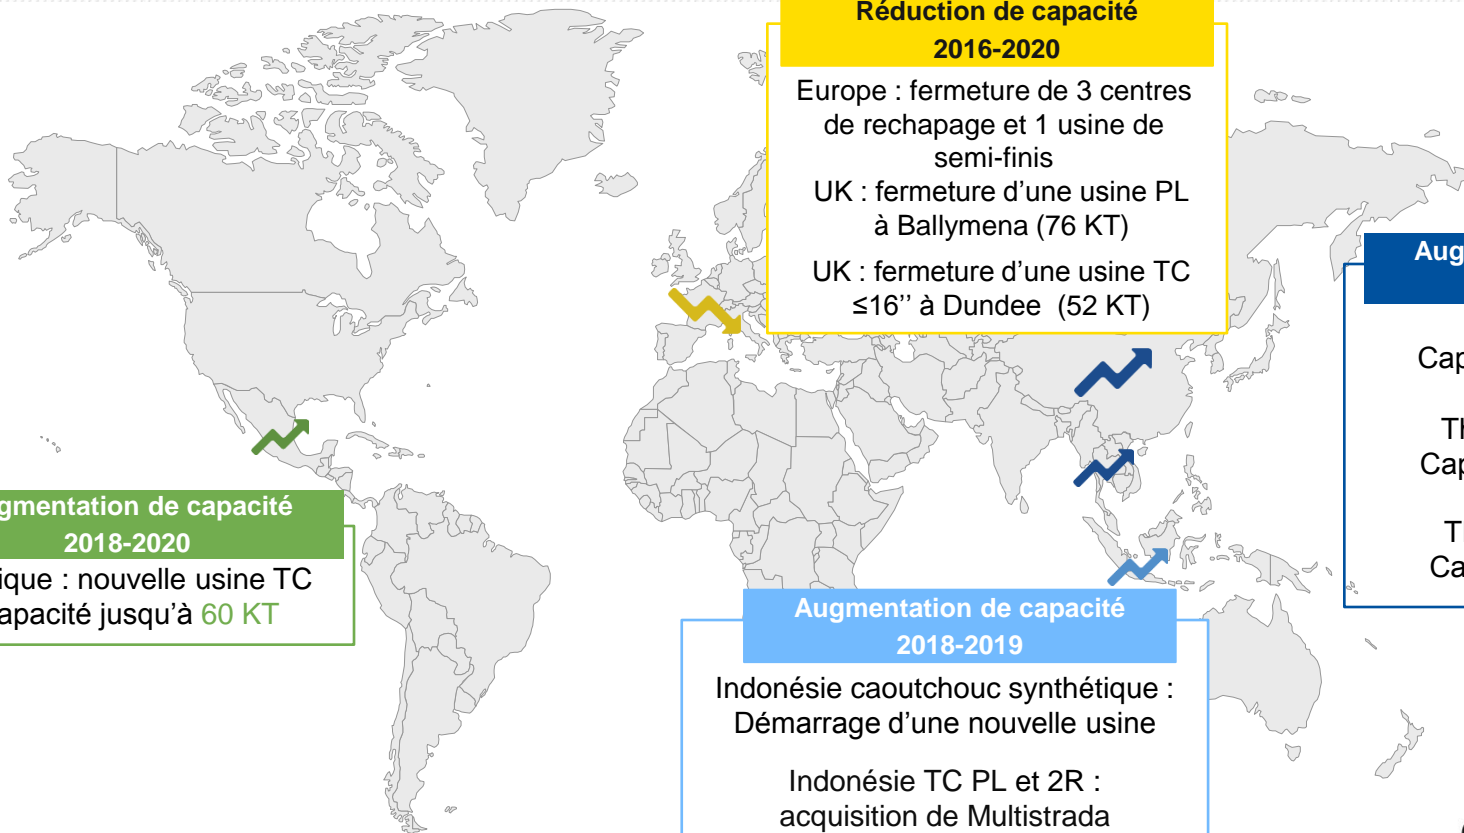 Réduction de capacité
2016-2020
Europe : fermeture de 3 centres
de rechapage et 1 usine de
semi-finis
UK : fermeture d’une usine PL
à Ballymena (76 KT)
UK : fermeture d’une usine TC
≤16’’ à Dundee (52 KT)
gmentation de capacité
2018-2020
ique : nouvelle usine TC
apacité jusqu’à 60 KT
Augmentation de capacité
2018-2019
Indonésie caoutchouc synthétique :
Démarrage d’une nouvelle usine
Indonésie TC PL et 2R :
acquisition de Multistrada
Aug
Cap
Th
Cap
T
Ca